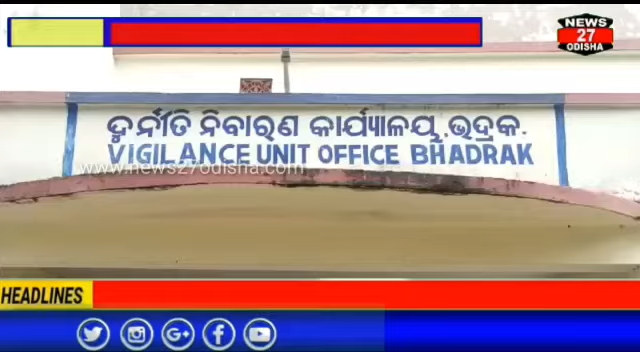 NEWS
27
ODISHA
ଦୁର୍ନୀତି ନିବାରଣ କାର୍ଯ୍ୟାଳୟ,ଭଦ୍ରକ.
VIGILANCE UNIT OFFICE BHADRAK
www.news27odisha.com
HEADLINES